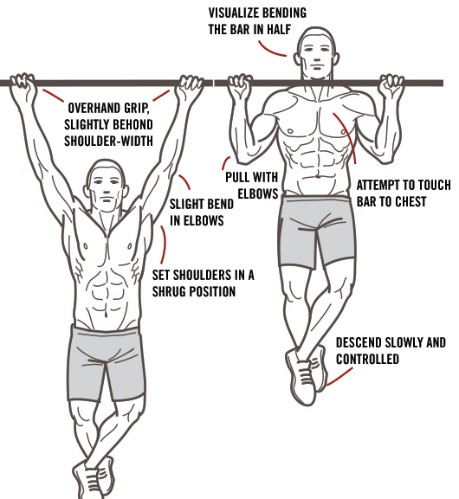 VISUALIZE BENDING
THE BAR IN HALF
OVERHAND GRIP,
SLIGHTLY BEHOND
SHOULDER-WIDTH
PULL WITH
ELBOWS
ATTEMPT TO TOUCH
BAR TO CHEST
SLIGHT BEND
IN ELBOWS
SET SHOULDERS IN A
SHRUG POSITION
DESCEND SLOWLY AND
CONTROLLED